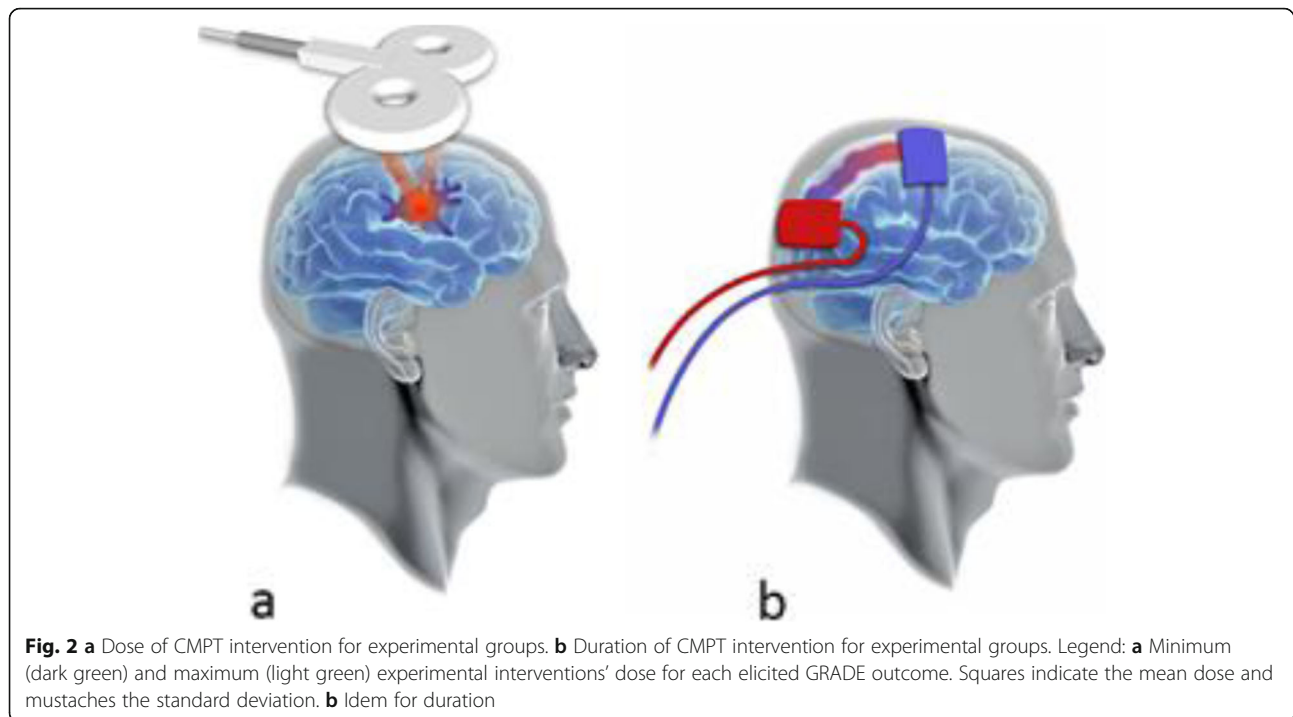 a
b
Fig. 2 a Dose of CMPT intervention for experimental groups. b Duration of CMPT intervention for experimental groups. Legend: a Minimum
(dark green) and maximum (light green) experimental interventions’ dose for each elicited GRADE outcome. Squares indicate the mean dose and
mustaches the standard deviation. b Idem for duration